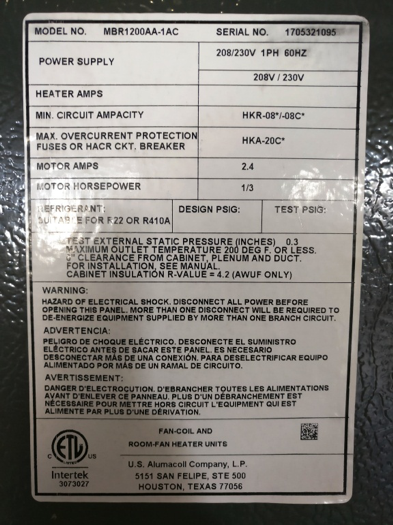 MODEL NO. MBR1200AA-1AC SERIAL NO. 1705321095
POWER SUPPLY 208/230V 1PH 60HZ
208V / 230V
HEATER AMPS
MIN. CIRCUIT AMPACITY HKR-08*/-08C*
MAX. OVERCURRENT PROTECTION
FUSES OR HACR CKT. BREAKER HKA-20C*
MOTOR AMPS 2.4
MOTOR HORSEPOWER 1/3
REFRIGERANT: DESIGN PSIG: TEST PSIG:
SUITABLE FOR R22 OR R410A
TEST EXTERNAL STATIC PRESSURE (INCHES) 0.3
MAXIMUM OUTLET TEMPERATURE 200 DEG F. OR LESS.
CLEARANCE FROM CABINET, PLENUM AND DUCT.
FOR INSTALLATION, SEE MANUAL.
CABINET INSULATION R-VALUE = 4.2 (AWUF ONLY)
WARNING:
HAZARD OF ELECTRICAL SHOCK. DISCONNECT ALL POWER BEFORE
OPENING THIS PANEL. MORE THAN ONE DISCONNECT WILL BE REQUIRED TO
DE-ENERGIZE EQUIPMENT SUPPLIED BY MORE THAN ONE BRANCH CIRCUIT.
ADVERTENCIA:
PELIGRO DE CHOQUE ELÉCTRICO. DESCONECTE EL SUMINISTRO
ELÉCTRICO ANTES DE SACAR ESTE PANEL. ES NECESARIO
DESCONECTAR MÁS DE UNA CONEXIÓN. PARA DESELECTRIFICAR EQUIPO
ALIMENTADO POR MÁS DE UN RAMAL DE CIRCUITO.
AVERTISSEMENT:
DANGER D'ELECTROCUTION. D'EBRANCHER TOUTES LES ALIMENTATIONS
AVANT D'ENLEVER CE PANNEAU. PLUS D'UN DÉBRANCHEMENT EST
NÉCESSAIRE POUR METTRE HORS CIRCUIT L'EQUIPMENT QUI EST
ALIMENTE PAR PLUS D'UNE DÉRIVATION.
FAN-COIL AND
ROOM-FAN HEATER UNITS
C ETL US
Intertek
3073027
U.S. Alumacoil Company, L.P.
5151 SAN FELIPE, STE 500
HOUSTON, TEXAS 77056